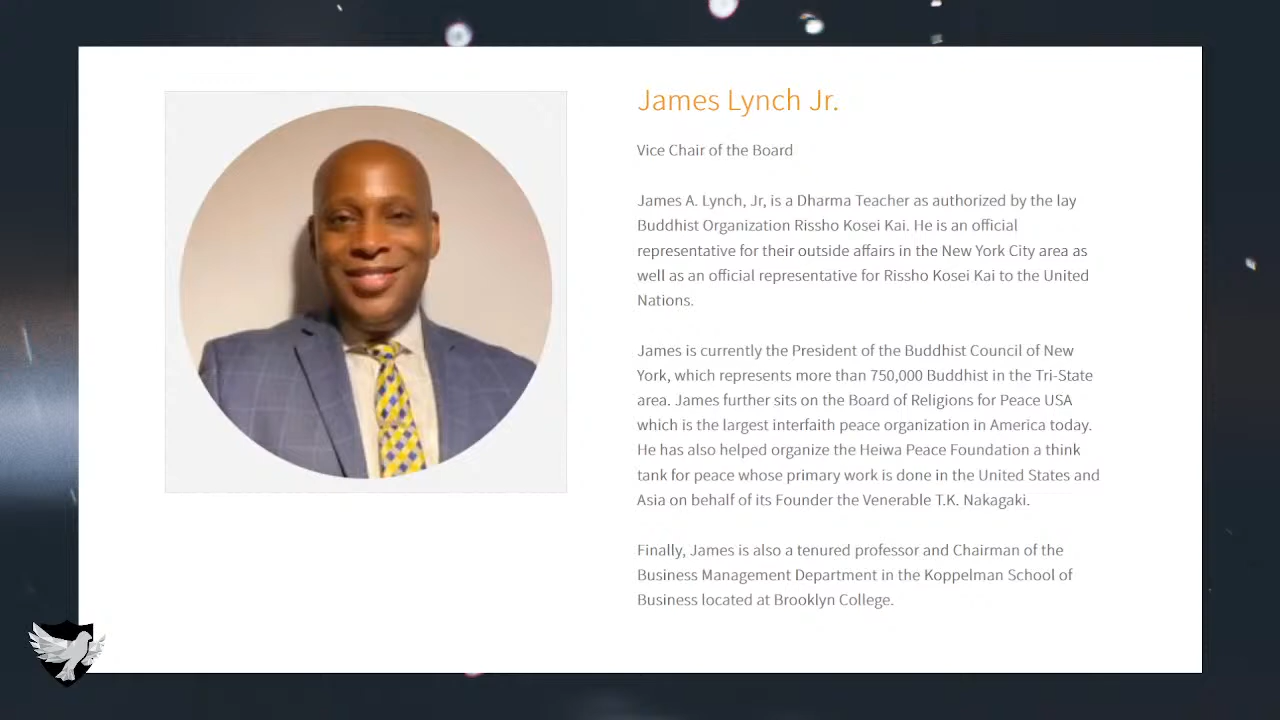 James Lynch Jr.
Vice Chair of the Board
James A. Lynch, Jr, is a Dharma Teacher as authorized by the lay
Buddhist Organization Rissho Kosei Kai. He is an official
representative for their outside affairs in the New York City area as
well as an official representative for Rissho Kosei Kai to the United
Nations.
James is currently the President of the Buddhist Council of New
York, which represents more than 750,000 Buddhist in the Tri-State
area. James further sits on the Board of Religions for Peace USA
which is the largest interfaith peace organization in America today.
He has also helped organize the Heiwa Peace Foundation a think
tank for peace whose primary work is done in the United States and
Asia on behalf of its Founder the Venerable T.K. Nakagaki.
Finally, James is also a tenured professor and Chairman of the
Business Management Department in the Koppelman School of
Business located at Brooklyn College.